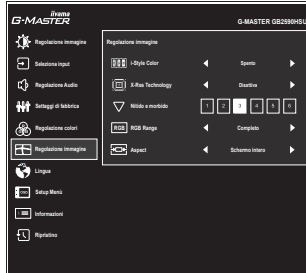 iiyama
G-MASTER
G-MASTER GB2590HSU
Regolazione immagine
Seleziona input
Regolazione Audio
Settaggi di fabbrica
Regolazione colori
Regolazione immagine
Lingua
OSD Setup Menù
Informazioni
Ripristino
Regolazione immagine
i-Style Color Spento
X-Res Technology Disattiva
Nitido e morbido 1 2 3 4 5 6
RGB RGB Range Completo
Aspect Schermo intero